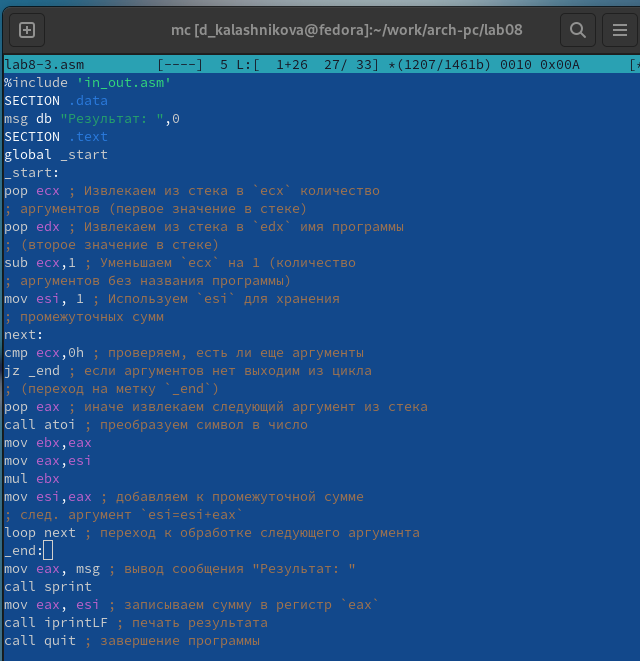 mc [d_kalashnikova@fedora]:~/work/arch-pc/lab08
lab8-3.asm [----] 5 L:[ 1+26 27/ 33] *(1207/1461b) 0010 0x00A [*
%include 'in_out.asm'
SECTION .data
msg db "Результат: ",0
SECTION .text
global _start
_start:
pop ecx ; Извлекаем из стека в `ecx` количество
; аргументов (первое значение в стеке)
pop edx ; Извлекаем из стека в `edx` имя программы
; (второе значение в стеке)
sub ecx,1 ; Уменьшаем `ecx` на 1 (количество
; аргументов без названия программы)
mov esi, 1 ; Используем `esi` для хранения
; промежуточных сумм
next:
cmp ecx,0h ; проверяем, есть ли еще аргументы
jz _end ; если аргументов нет выходим из цикла
; (переход на метку `_end`)
pop eax ; иначе извлекаем следующий аргумент из стека
call atoi ; преобразуем символ в число
mov ebx,eax
mov eax,esi
mul ebx
mov esi,eax ; добавляем к промежуточной сумме
; след. аргумент `esi=esi+eax`
loop next ; переход к обработке следующего аргумента
_end:
mov eax, msg ; вывод сообщения "Результат: "
call sprint
mov eax, esi ; записываем сумму в регистр `eax`
call iprintLF ; печать результата
call quit ; завершение программы